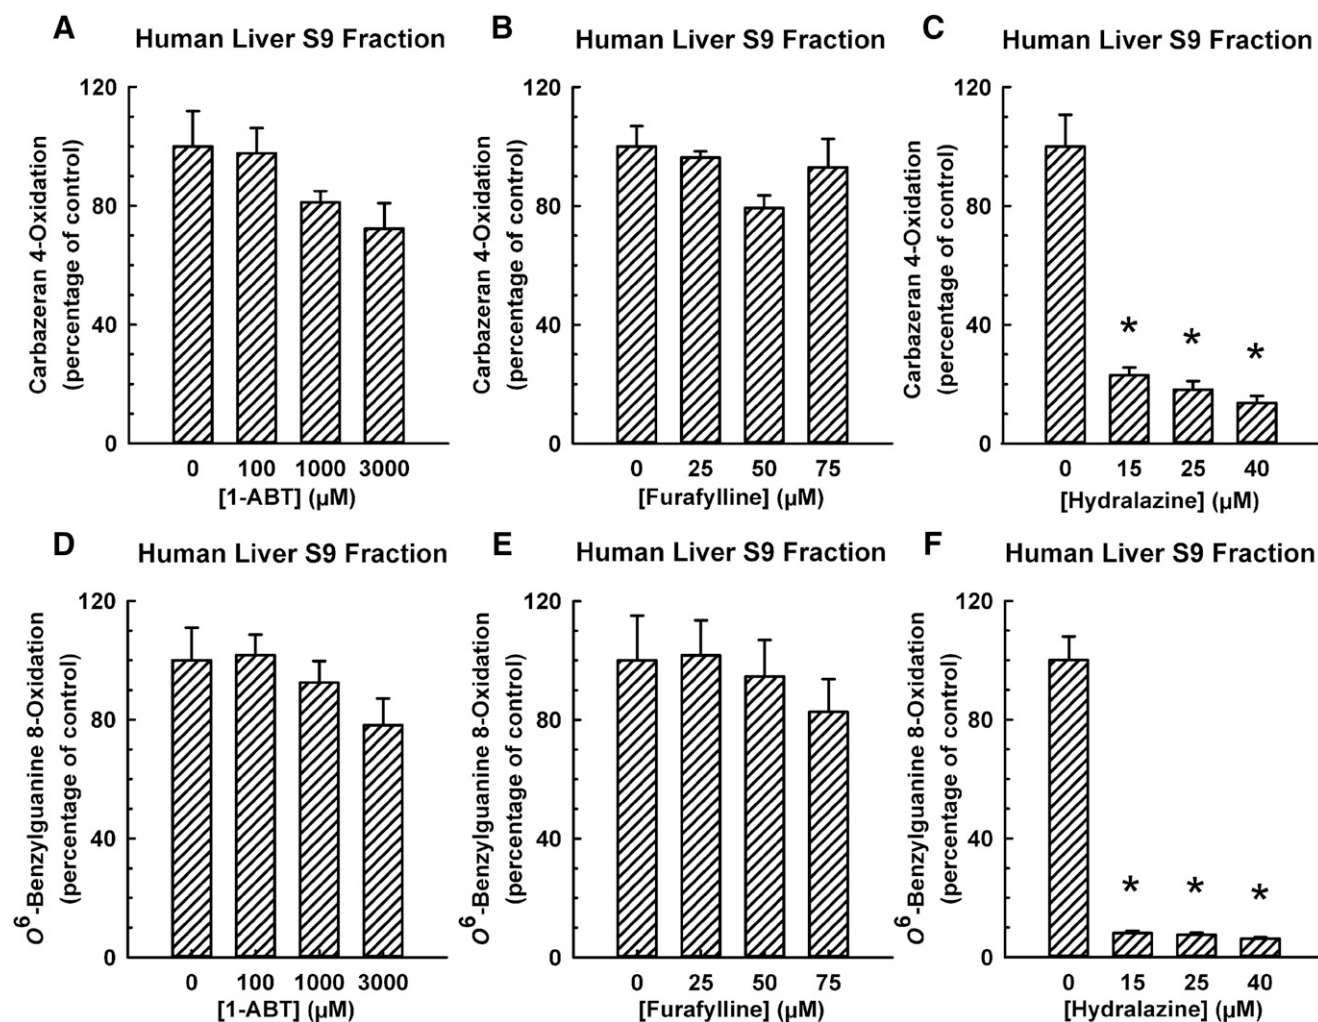 A Human Liver S9 Fraction
Carbazeran 4-Oxidation
(percentage of control)
120
80
40
0
0 100 1000 3000
[1-ABT] (µM)
B Human Liver S9 Fraction
Carbazeran 4-Oxidation
(percentage of control)
120
80
40
0
0 25 50 75
[Furafylline] (µM)
C Human Liver S9 Fraction
Carbazeran 4-Oxidation
(percentage of control)
120
80
40
0
* * *
0 15 25 40
[Hydralazine] (µM)
D Human Liver S9 Fraction
O⁶-Benzylguanine 8-Oxidation
(percentage of control)
120
80
40
0
0 100 1000 3000
[1-ABT] (µM)
E Human Liver S9 Fraction
O⁶-Benzylguanine 8-Oxidation
(percentage of control)
120
80
40
0
0 25 50 75
[Furafylline] (µM)
F Human Liver S9 Fraction
O⁶-Benzylguanine 8-Oxidation
(percentage of control)
120
80
40
0
* * *
0 15 25 40
[Hydralazine] (µM)